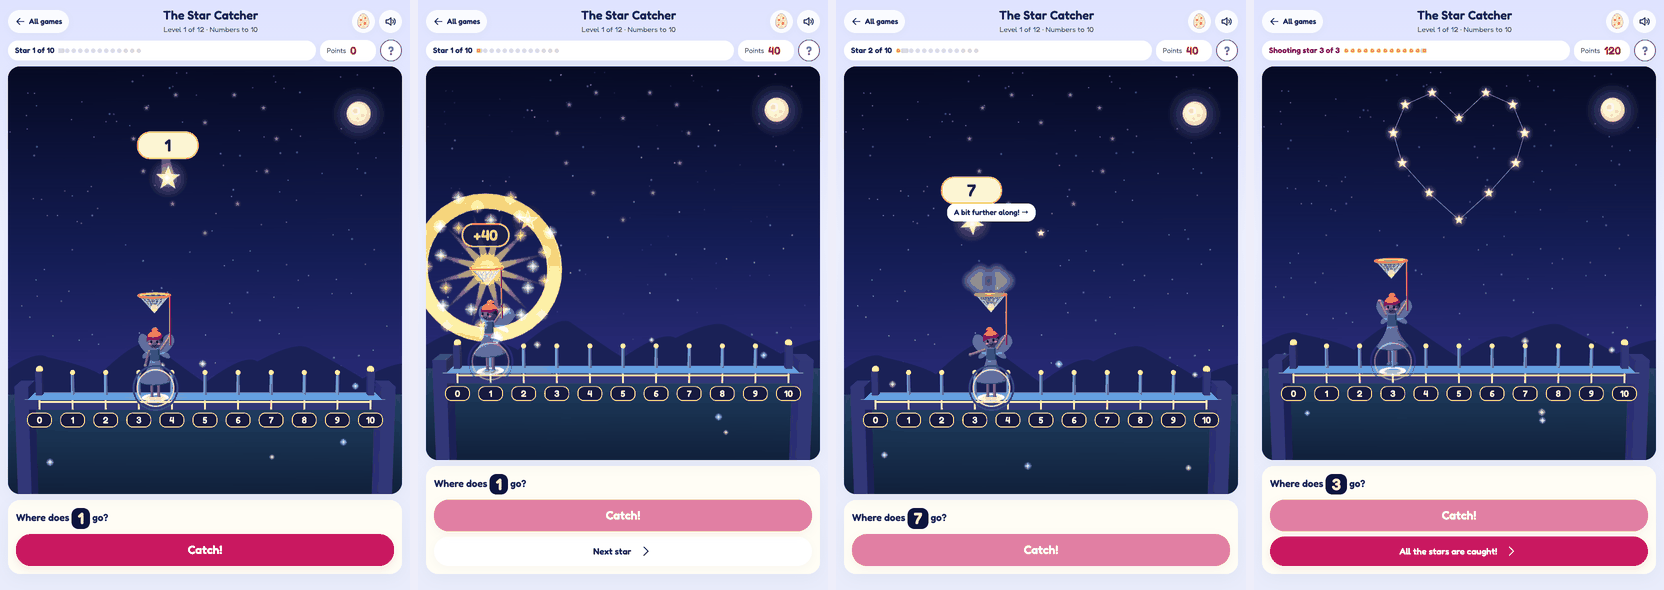 All games
The Star Catcher
Level 1 of 12 · Numbers to 10
Star 1 of 10
Points 0
?
1
0 1 2 3 4 5 6 7 8 9 10
Where does 1 go?
Catch!
All games
The Star Catcher
Level 1 of 12 · Numbers to 10
Star 1 of 10
Points 40
?
+40
0 1 2 3 4 5 6 7 8 9 10
Where does 1 go?
Catch!
Next star
All games
The Star Catcher
Level 1 of 12 · Numbers to 10
Star 2 of 10
Points 40
?
7
A bit further along! →
0 1 2 3 4 5 6 7 8 9 10
Where does 7 go?
Catch!
All games
The Star Catcher
Level 1 of 12 · Numbers to 10
Shooting star 3 of 3
Points 120
?
0 1 2 3 4 5 6 7 8 9 10
Where does 3 go?
Catch!
All the stars are caught!